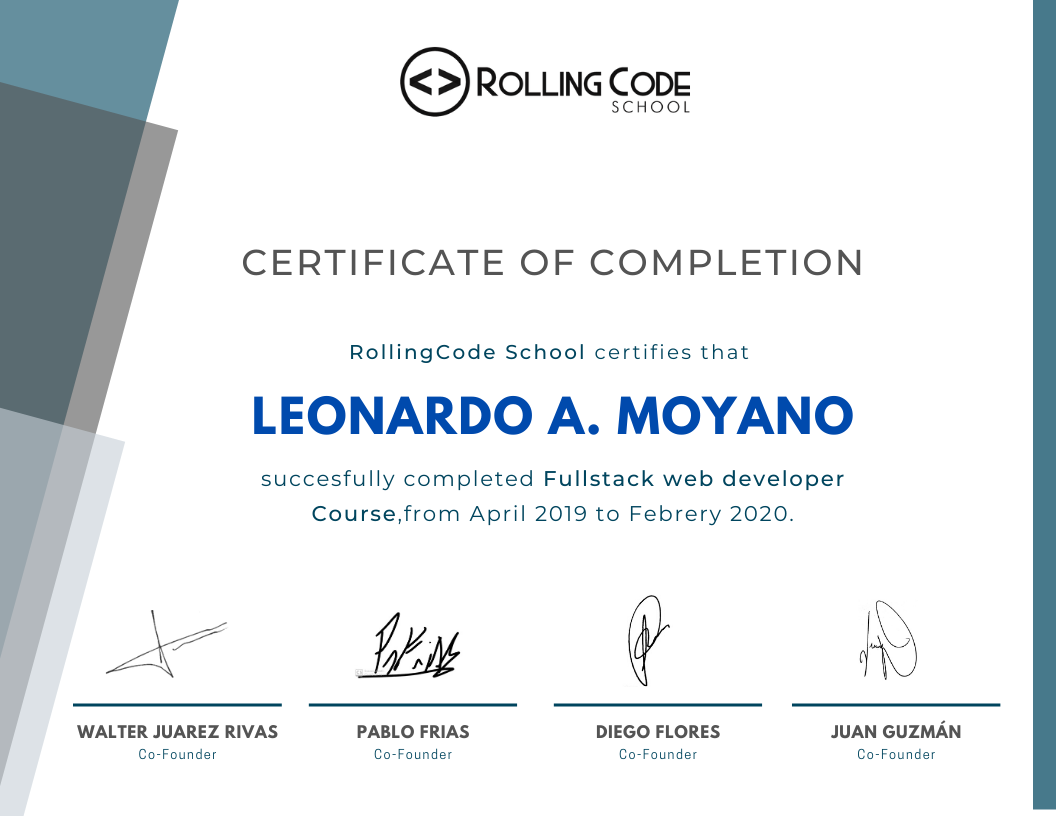 <> ROLLING CODE
SCHOOL
CERTIFICATE OF COMPLETION
RollingCode School certifies that
LEONARDO A. MOYANO
succesfully completed Fullstack web developer
Course,from April 2019 to Febrery 2020.
WALTER JUAREZ RIVAS
Co-Founder
PABLO FRIAS
Co-Founder
DIEGO FLORES
Co-Founder
JUAN GUZMÁN
Co-Founder